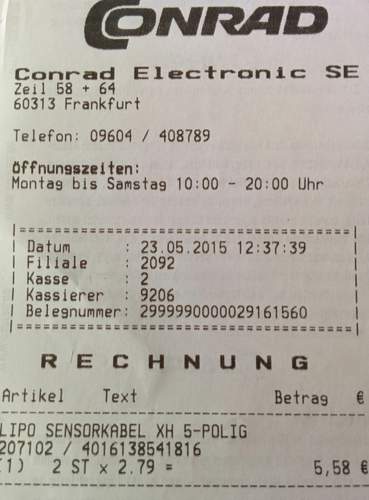 CONRAD
Conrad Electronic SE
Zeil 58 + 64
60313 Frankfurt
Telefon: 09604 / 408789
Öffnungszeiten:
Montag bis Samstag 10:00 - 20:00 Uhr
|===================================|
| Datum : 23.05.2015 12:37:39 |
| Filiale : 2092 |
| Kasse : 2 |
| Kassierer : 9206 |
| Belegnummer: 2999990000029161560 |
|===================================|
R E C H N U N G
Artikel Text Betrag €
LIPO SENSORKABEL XH 5-POLIG
207102 / 4016138541816
(1) 2 ST x 2.79 = 5,58 €